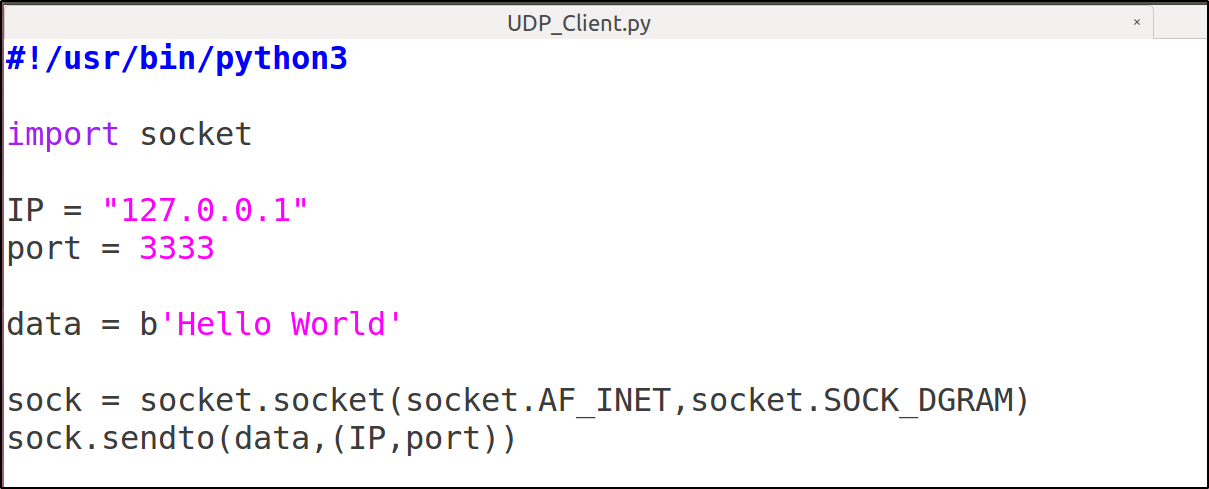 UDP_Client.py ×
#!/usr/bin/python3
import socket
IP = "127.0.0.1"
port = 3333
data = b'Hello World'
sock = socket.socket(socket.AF_INET,socket.SOCK_DGRAM)
sock.sendto(data,(IP,port))